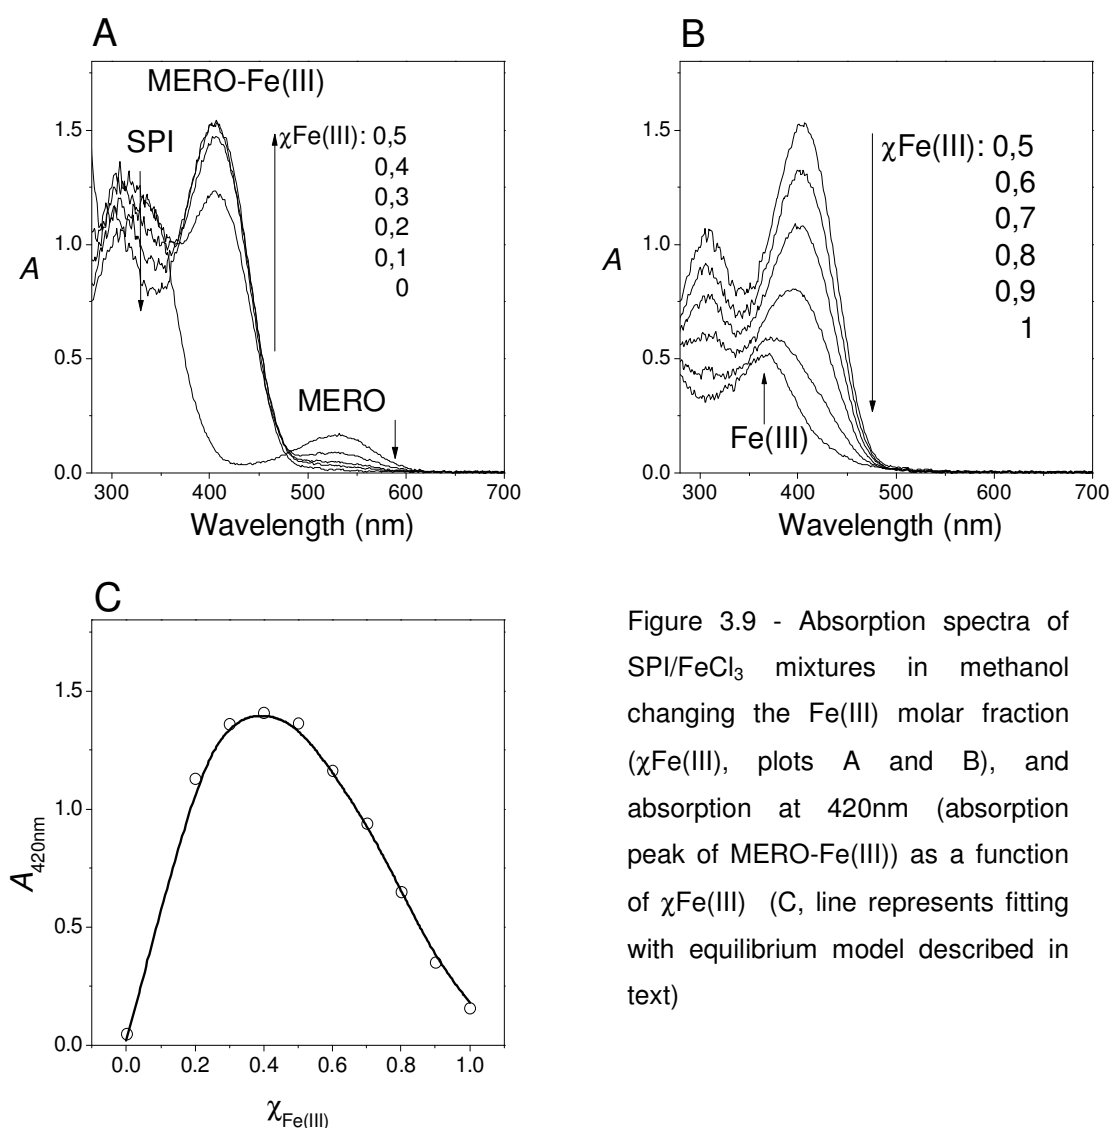 A
MERO-Fe(III)
SPI
χFe(III): 0,5
0,4
0,3
0,2
0,1
0
MERO
1.5
1.0
0.5
0.0
A
300 400 500 600 700
Wavelength (nm)
B
χFe(III): 0,5
0,6
0,7
0,8
0,9
1
Fe(III)
1.5
1.0
0.5
0.0
A
300 400 500 600 700
Wavelength (nm)
C
1.5
1.0
0.5
0.0
A420nm
0.0 0.2 0.4 0.6 0.8 1.0
χFe(III)
Figure 3.9 - Absorption spectra of
SPI/FeCl₃ mixtures in methanol
changing the Fe(III) molar fraction
(χFe(III), plots A and B), and
absorption at 420nm (absorption
peak of MERO-Fe(III)) as a function
of χFe(III) (C, line represents fitting
with equilibrium model described in
text)